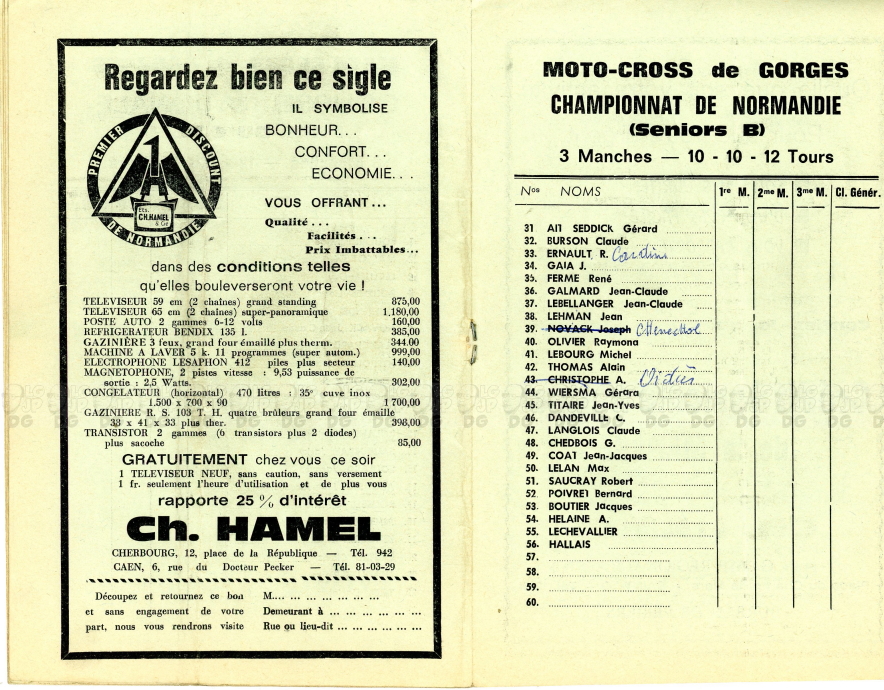 Regardez bien ce sigle
IL SYMBOLISE
BONHEUR...
CONFORT...
ECONOMIE...
PREMIER DISCOUNT
1
Ets.
CH.HAMEL
& Cie
DE NORMANDIE
VOUS OFFRANT...
Qualité...
Facilités...
Prix Imbattables...
dans des conditions telles
qu'elles bouleverseront votre vie !
TELEVISEUR 59 em (2 chaînes) grand standing 875,00
TELEVISEUR 65 em (2 chaînes) super-panoramique 1.180,00
POSTE AUTO 2 gammes 6-12 volts 160,00
REFRIGERATEUR BENDIX 135 l. 385,00
GAZINIÈRE 3 feux, grand four émaillé plus therm. 344.00
MACHINE A LAVER 5 k. 11 programmes (super autom.) 999,00
ELECTROPHONE LESAPHON 412 piles plus secteur 140,00
MAGNETOPHONE, 2 pistes vitesse : 9,53 puissance de
sortie : 2,5 Watts. 302,00
CONGELATEUR (horizontal) 470 litres : 35° cuve inox
1.500 x 700 x 90 1 700,00
GAZINIERE R. S. 103 T. H. quatre brûleurs grand four émaille
33 x 41 x 33 plus ther. 398,00
TRANSISTOR 2 gammes (6 transistors plus 2 diodes)
plus sacoche 85,00
GRATUITEMENT chez vous ce soir
1 TELEVISEUR NEUF, sans caution, sans versement
1 fr. seulement l'heure d'utilisation et de plus vous
rapporte 25 % d'intérêt
Ch. HAMEL
CHERBOURG, 12, place de la République — Tél. 942
CAEN, 6, rue du Docteur Pecker — Tél. 81-03-29
Découpez et retournez ce bon
et sans engagement de votre
part, nous vous rendrons visite
M.... ... ... ... ... ... ...
Demeurant à ... ... ... ... ... ...
Rue ou lieu-dit ... ... ... ... ...
MOTO-CROSS de GORGES
CHAMPIONNAT DE NORMANDIE
(Seniors B)
3 Manches — 10 - 10 - 12 Tours
Nos NOMS 1re M. 2me M. 3me M. Cl. Génér.
31 AIT SEDDICK Gérard
32. BURSON Claude
33. ERNAULT R. Cardin
34. GAIA J.
35. FERME René
36. GALMARD Jean-Claude
37. LEBELLANGER Jean-Claude
38. LEHMAN Jean
39. NOYACK Joseph
40. OLIVIER Raymona
41. LEBOURG Michel
42. THOMAS Alain
43. CHRISTOPHE A.
44. WIERSMA Gérara
45. TITAIRE Jean-Yves
46. DANDEVILLE C.
47. LANGLOIS Claude
48. CHEDBOIS G.
49. COAT Jean-Jacques
50. LELAN Max
51. SAUCRAY Robert
52. POIVRET Bernard
53. BOUTIER Jacques
54. HELAINE A.
55. LECHEVALLIER
56. HALLAIS
57.
58.
59.
60.